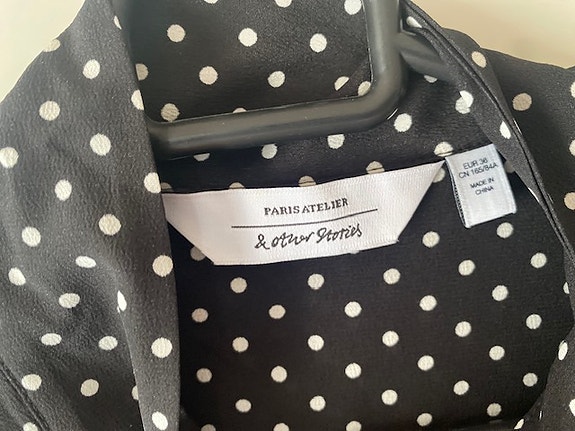 PARIS ATELIER
& other Stories
EUR 36
CN 165/84A
MADE IN
CHINA